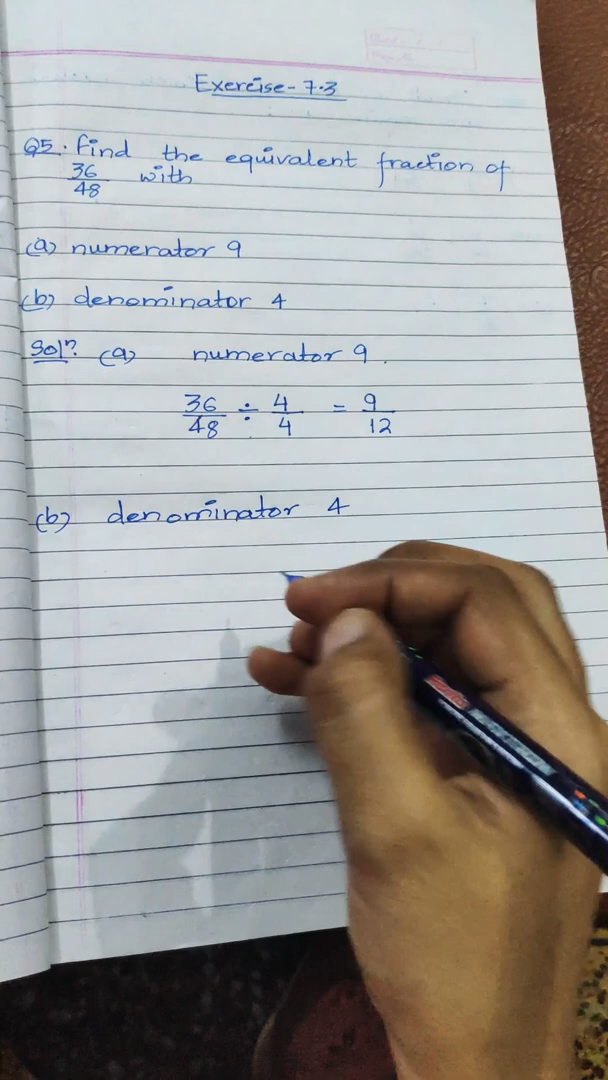 Exercise-7.3
Q5. find the equivalent fraction of
36/48 with
(a) numerator 9
(b) denominator 4
Solⁿ. (a) numerator 9.
36/48 ÷ 4/4 = 9/12
(b) denominator 4